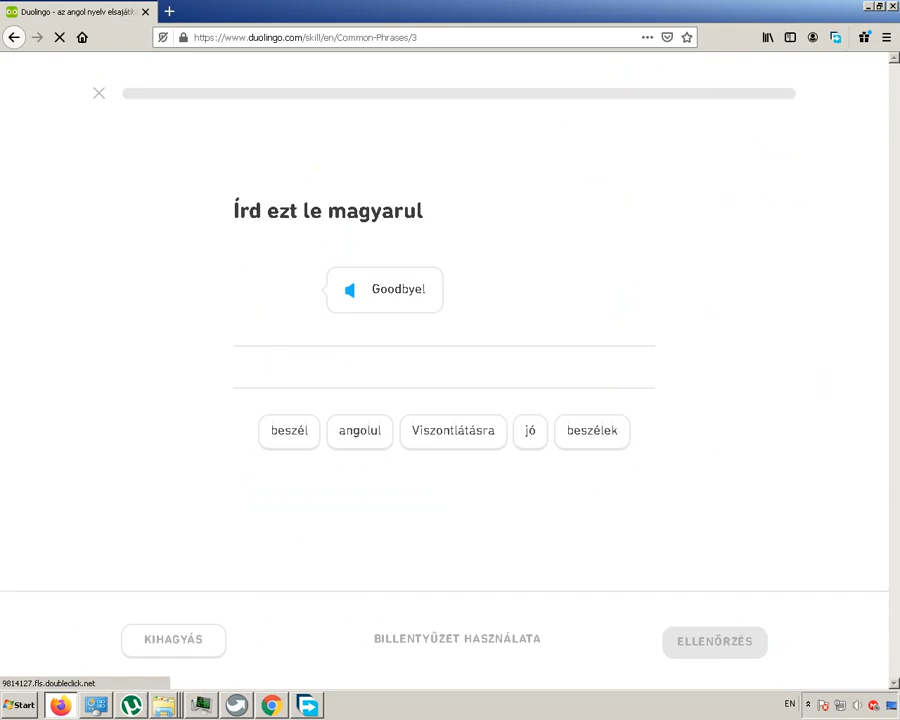 Duolingo - az angol nyelv elsajátítá
https://www.duolingo.com/skill/en/Common-Phrases/3
Írd ezt le magyarul
Goodbye!
beszél angolul Viszontlátásra jó beszélek
KIHAGYÁS BILLENTYŰZET HASZNÁLATA ELLENŐRZÉS
9814127.fls.doubleclick.net
Start EN